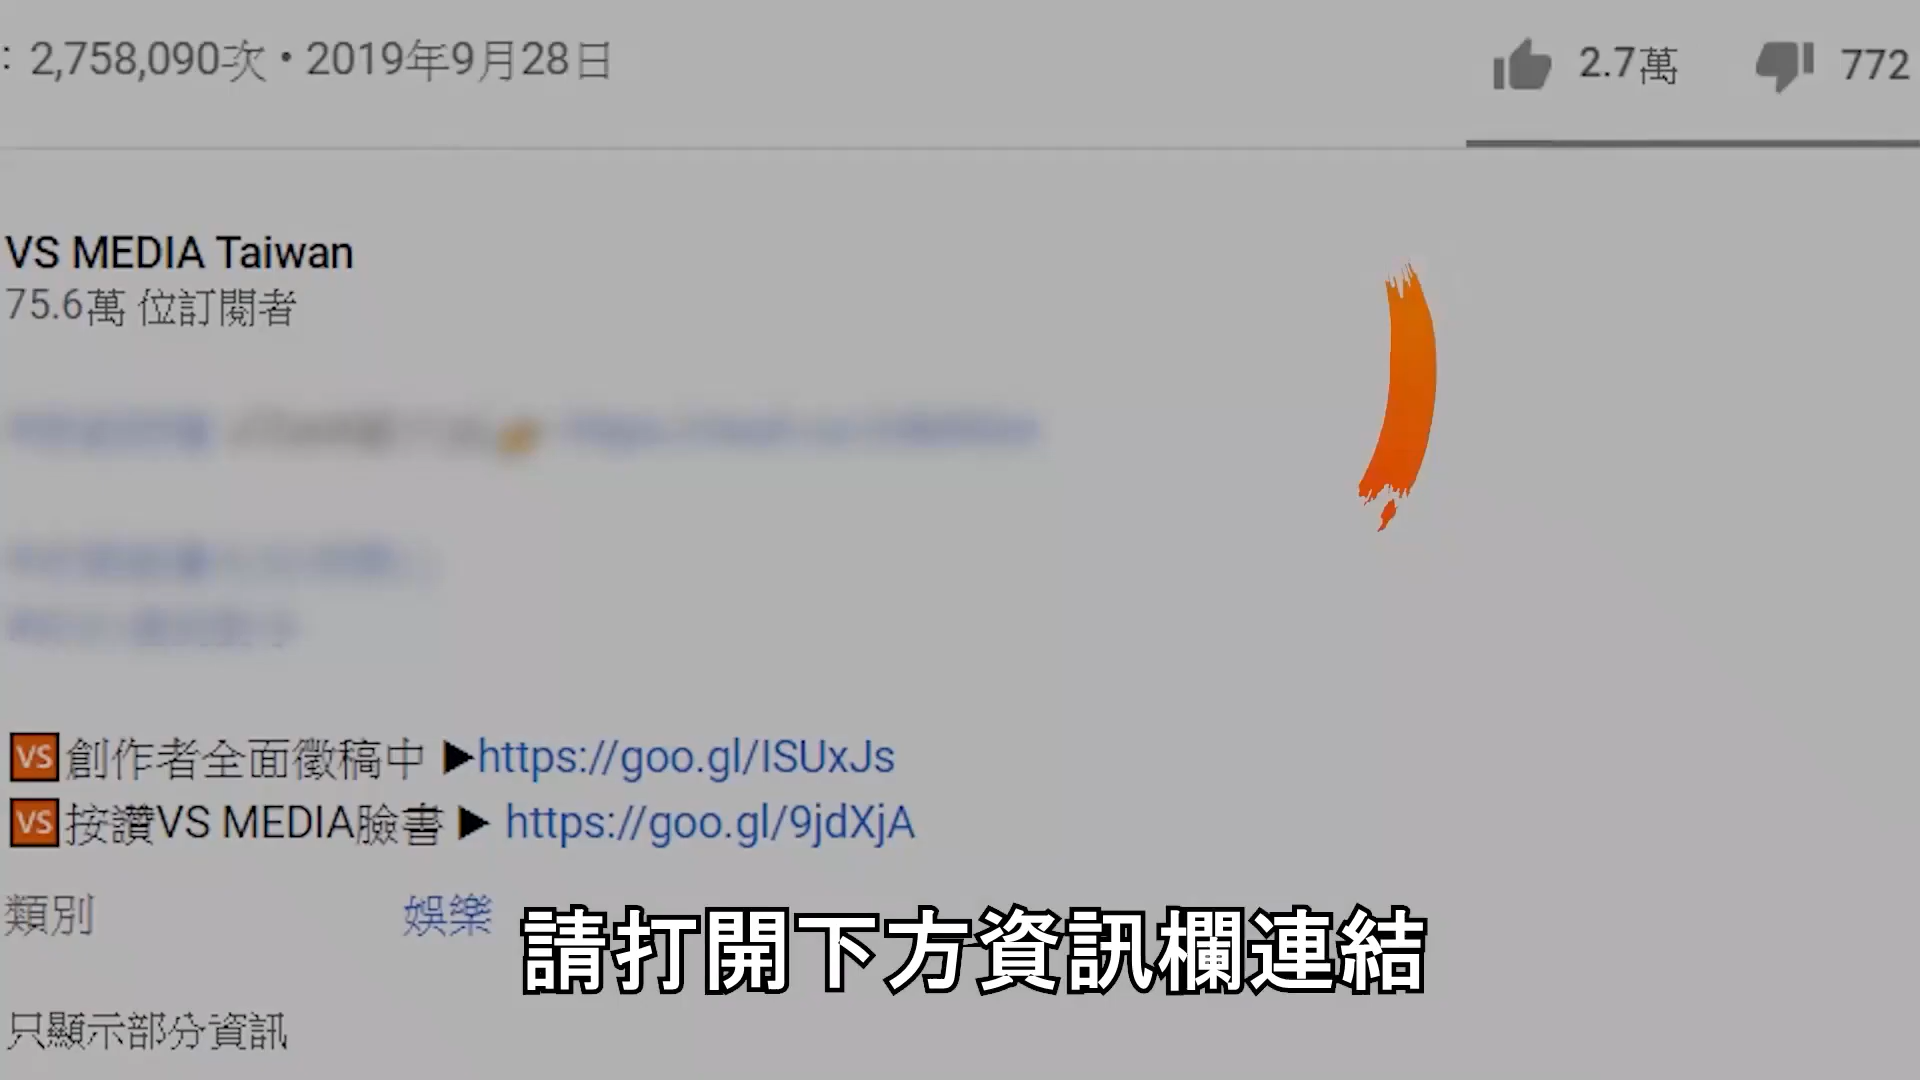 ：2,758,090次 • 2019年9月28日
2.7萬
772
VS MEDIA Taiwan
75.6萬 位訂閱者
VS創作者全面徵稿中 ▶https://goo.gl/ISUxJs
VS按讚VS MEDIA臉書 ▶ https://goo.gl/9jdXjA
類別 娛樂
請打開下方資訊欄連結
只顯示部分資訊